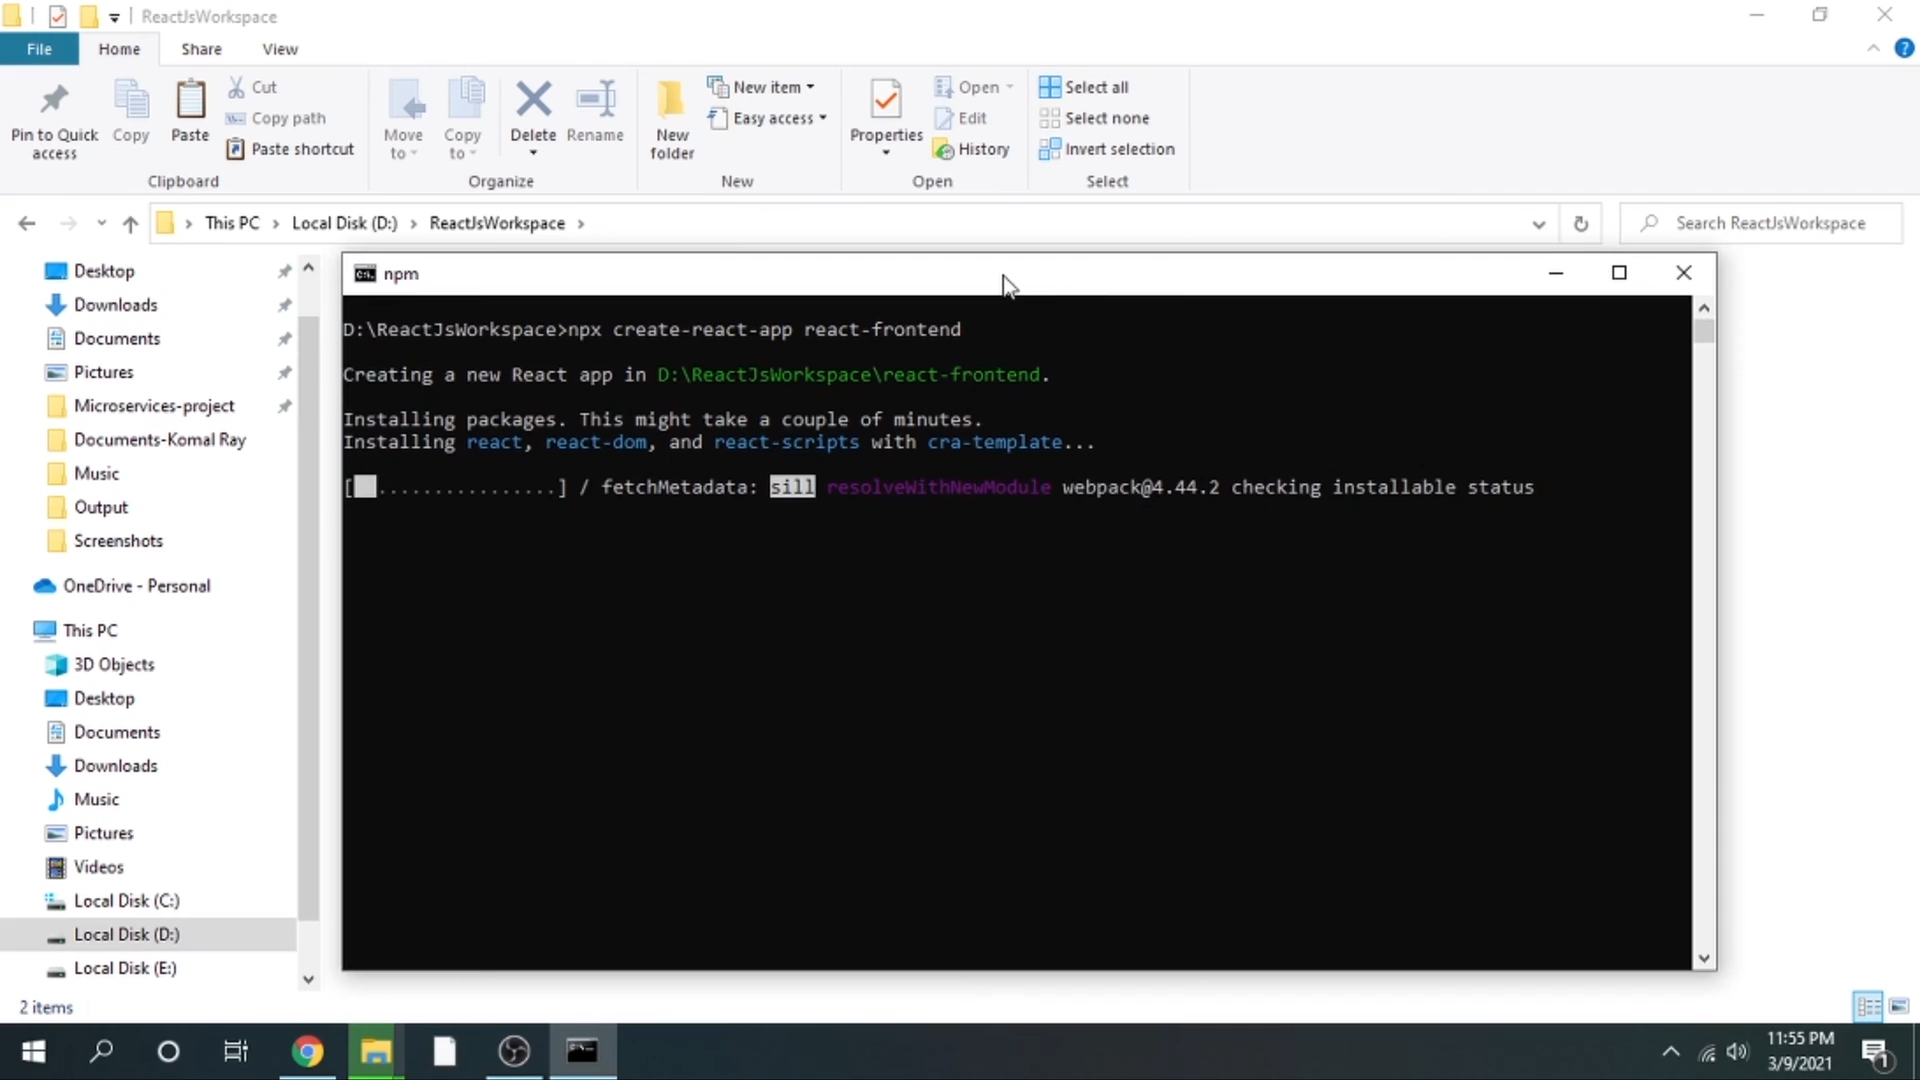 ReactJsWorkspace
File Home Share View
Pin to Quick access
Copy
Paste
Cut
Copy path
Paste shortcut
Clipboard
Move to
Copy to
Delete
Rename
Organize
New folder
New item
Easy access
New
Properties
Open
Edit
History
Open
Select all
Select none
Invert selection
Select
This PC > Local Disk (D:) > ReactJsWorkspace >
Search ReactJsWorkspace
Desktop
Downloads
Documents
Pictures
Microservices-project
Documents-Komal Ray
Music
Output
Screenshots
OneDrive - Personal
This PC
3D Objects
Desktop
Documents
Downloads
Music
Pictures
Videos
Local Disk (C:)
Local Disk (D:)
Local Disk (E:)
2 items
npm
D:\ReactJsWorkspace>npx create-react-app react-frontend
Creating a new React app in D:\ReactJsWorkspace\react-frontend.
Installing packages. This might take a couple of minutes.
Installing react, react-dom, and react-scripts with cra-template...
[  ................] / fetchMetadata: sill resolveWithNewModule webpack@4.44.2 checking installable status
11:55 PM
3/9/2021
1